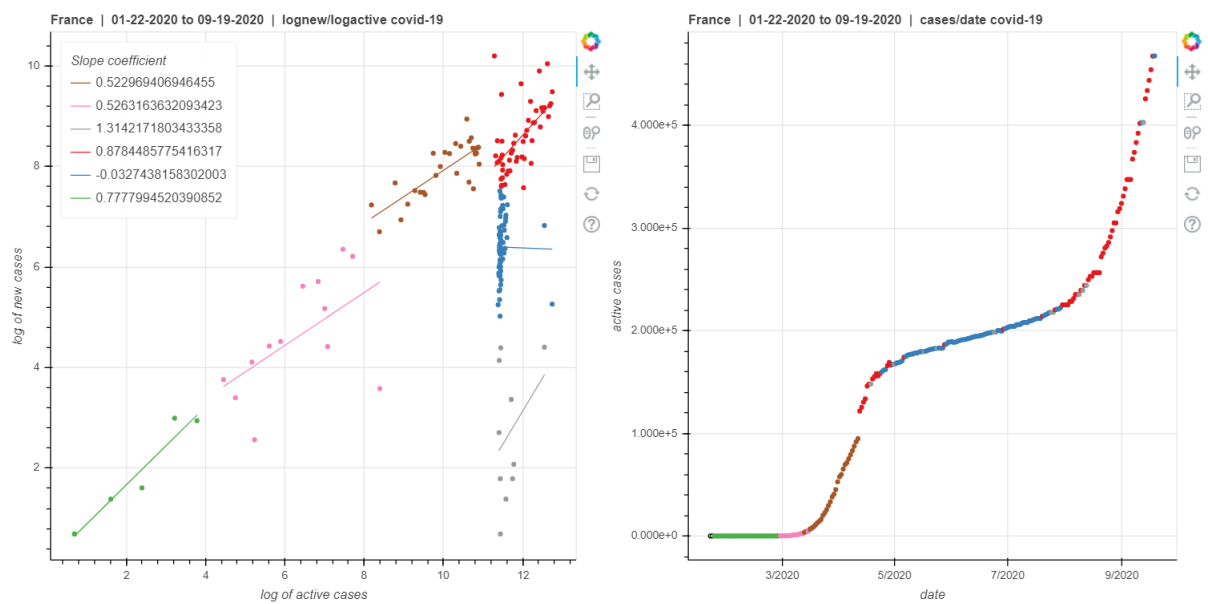 France | 01-22-2020 to 09-19-2020 | lognew/logactive covid-19
Slope coefficient
0.522969406946455
0.5263163632093423
1.3142171803433358
0.8784485775416317
-0.0327438158302003
0.7777994520390852
10
8
6
4
2
log of new cases
2
4
6
8
10
12
log of active cases
France | 01-22-2020 to 09-19-2020 | cases/date covid-19
4.000e+5
3.000e+5
2.000e+5
1.000e+5
0.000e+0
active cases
3/2020
5/2020
7/2020
9/2020
date